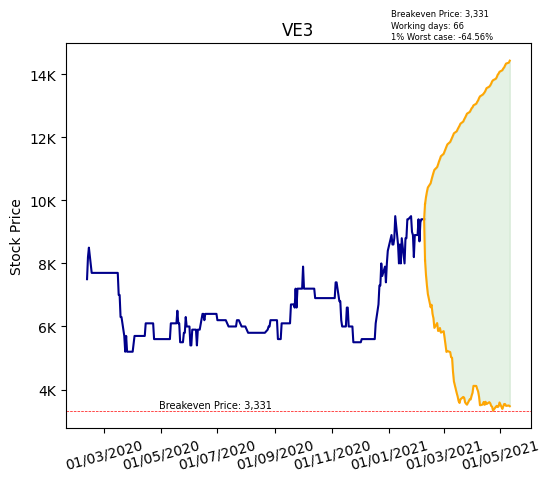 Breakeven Price: 3,331
Working days: 66
1% Worst case: -64.56%
VE3
Stock Price
14K
12K
10K
8K
6K
4K
Breakeven Price: 3,331
01/03/2020
01/05/2020
01/07/2020
01/09/2020
01/11/2020
01/01/2021
01/03/2021
01/05/2021